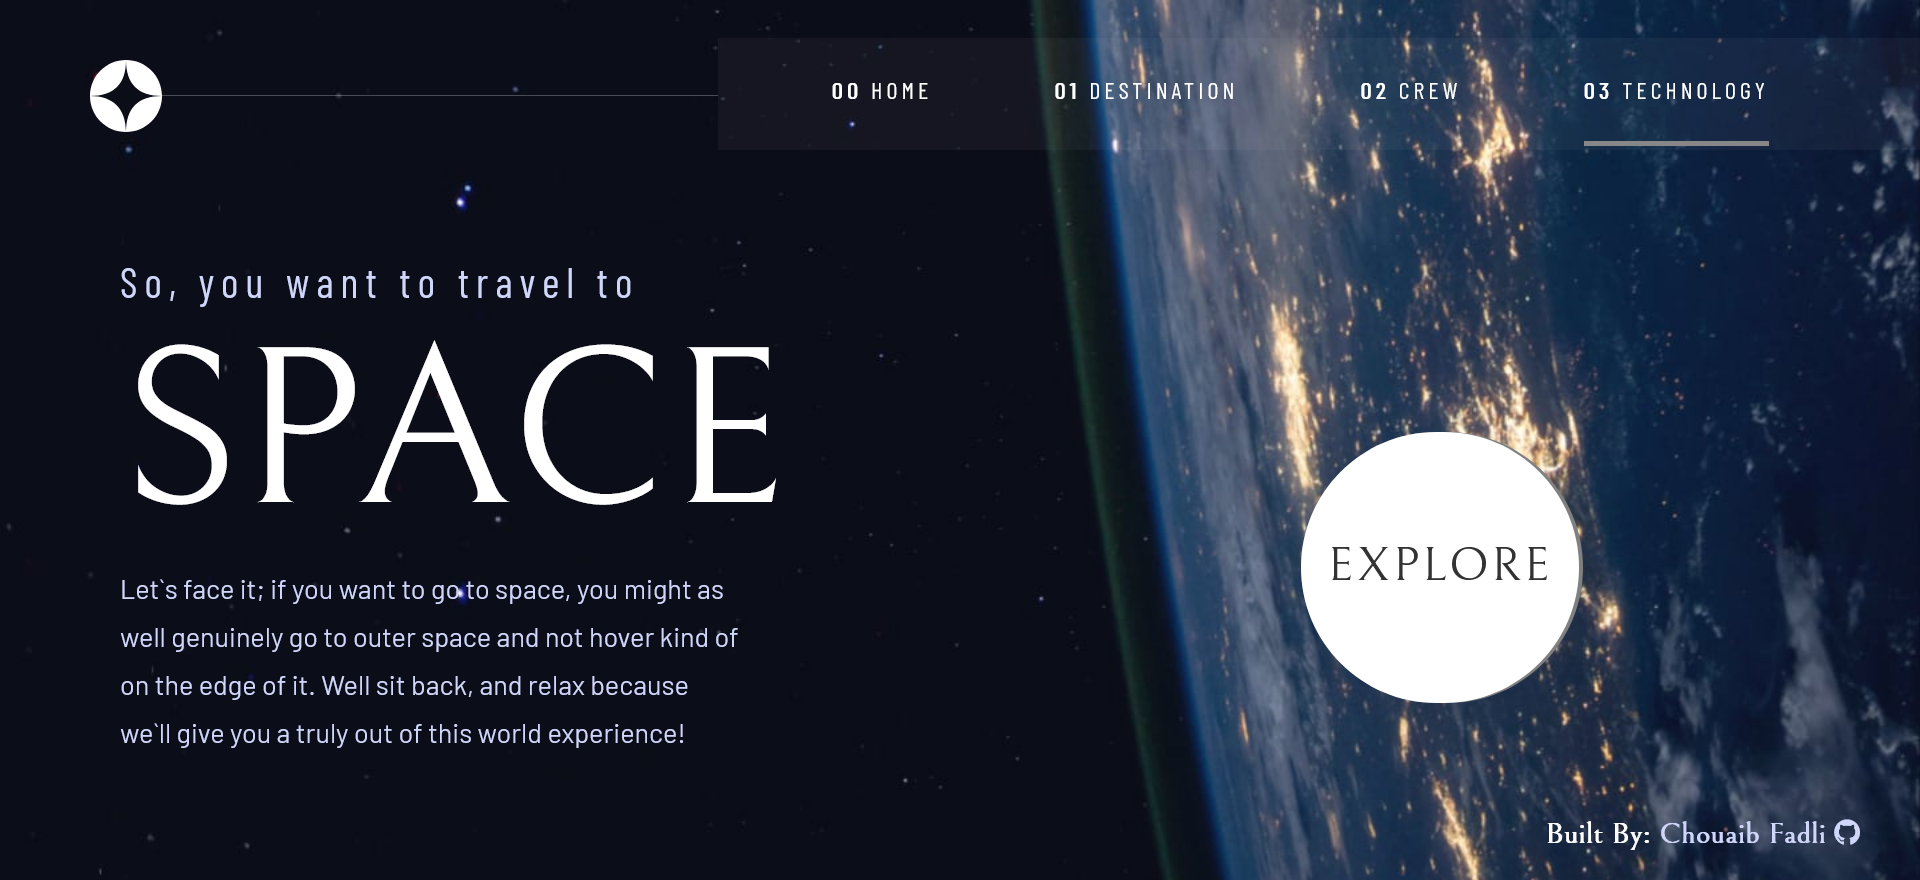 00 HOME 01 DESTINATION 02 CREW 03 TECHNOLOGY
So, you want to travel to
SPACE
Let`s face it; if you want to go to space, you might as
well genuinely go to outer space and not hover kind of
on the edge of it. Well sit back, and relax because
we`ll give you a truly out of this world experience!
EXPLORE
Built By: Chouaib Fadli